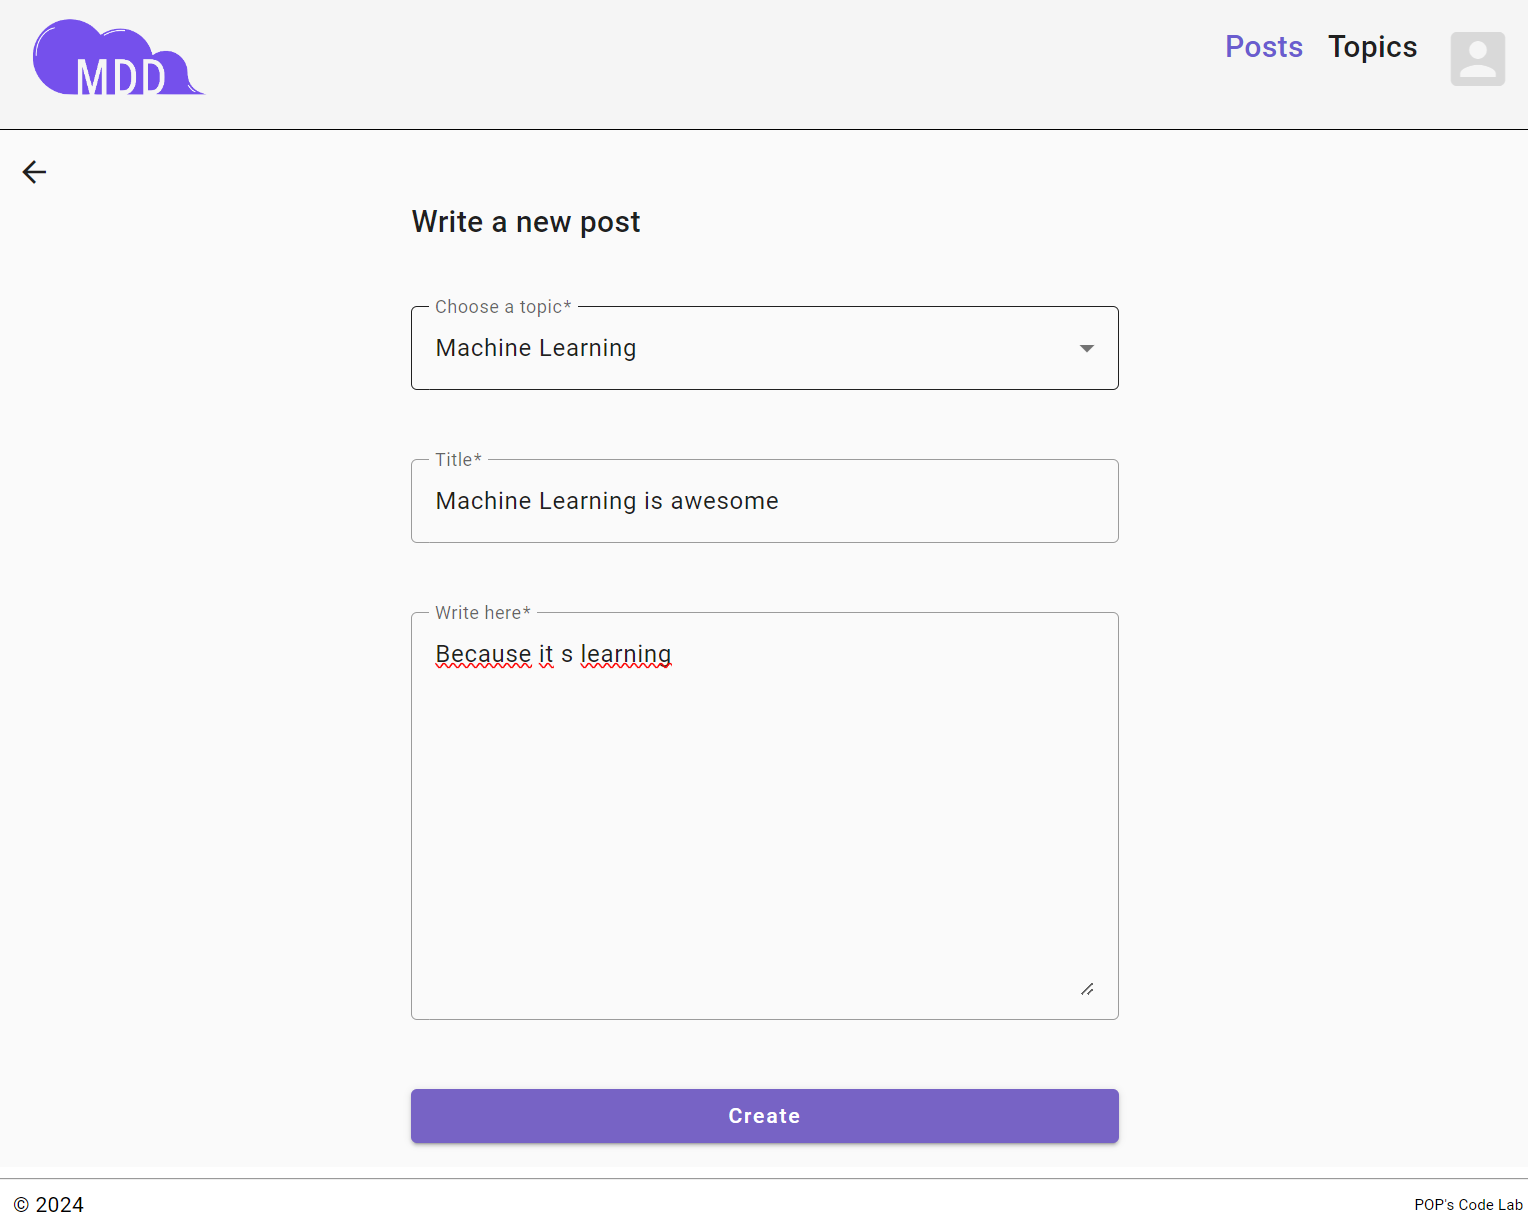 MDD
Posts Topics
Write a new post
Choose a topic*
Machine Learning
Title*
Machine Learning is awesome
Write here*
Because it s learning
Create
© 2024
POP's Code Lab